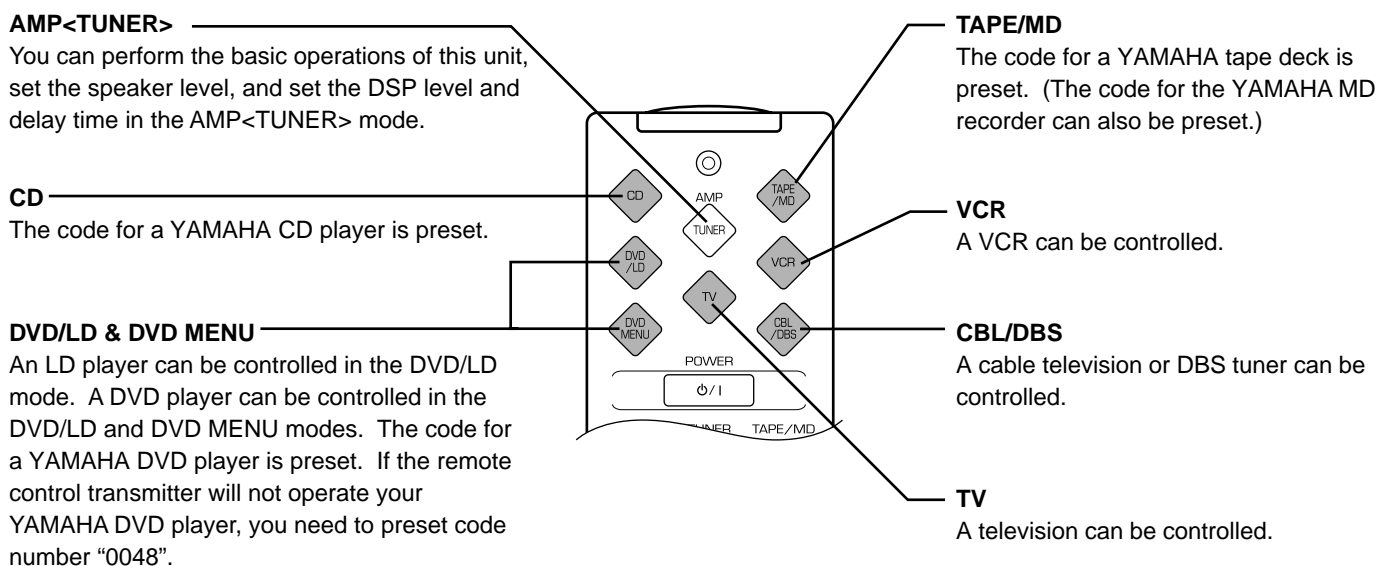 AMP<TUNER>
You can perform the basic operations of this unit,
set the speaker level, and set the DSP level and
delay time in the AMP<TUNER> mode.
CD
The code for a YAMAHA CD player is preset.
DVD/LD & DVD MENU
An LD player can be controlled in the DVD/LD
mode. A DVD player can be controlled in the
DVD/LD and DVD MENU modes. The code for
a YAMAHA DVD player is preset. If the remote
control transmitter will not operate your
YAMAHA DVD player, you need to preset code
number “0048”.
CD
AMP
TUNER
TAPE
/MD
DVD
/LD
VCR
TV
DVD
MENU
CBL
/DBS
POWER
⏻/I
TUNER TAPE/MD
TAPE/MD
The code for a YAMAHA tape deck is
preset. (The code for the YAMAHA MD
recorder can also be preset.)
VCR
A VCR can be controlled.
CBL/DBS
A cable television or DBS tuner can be
controlled.
TV
A television can be controlled.